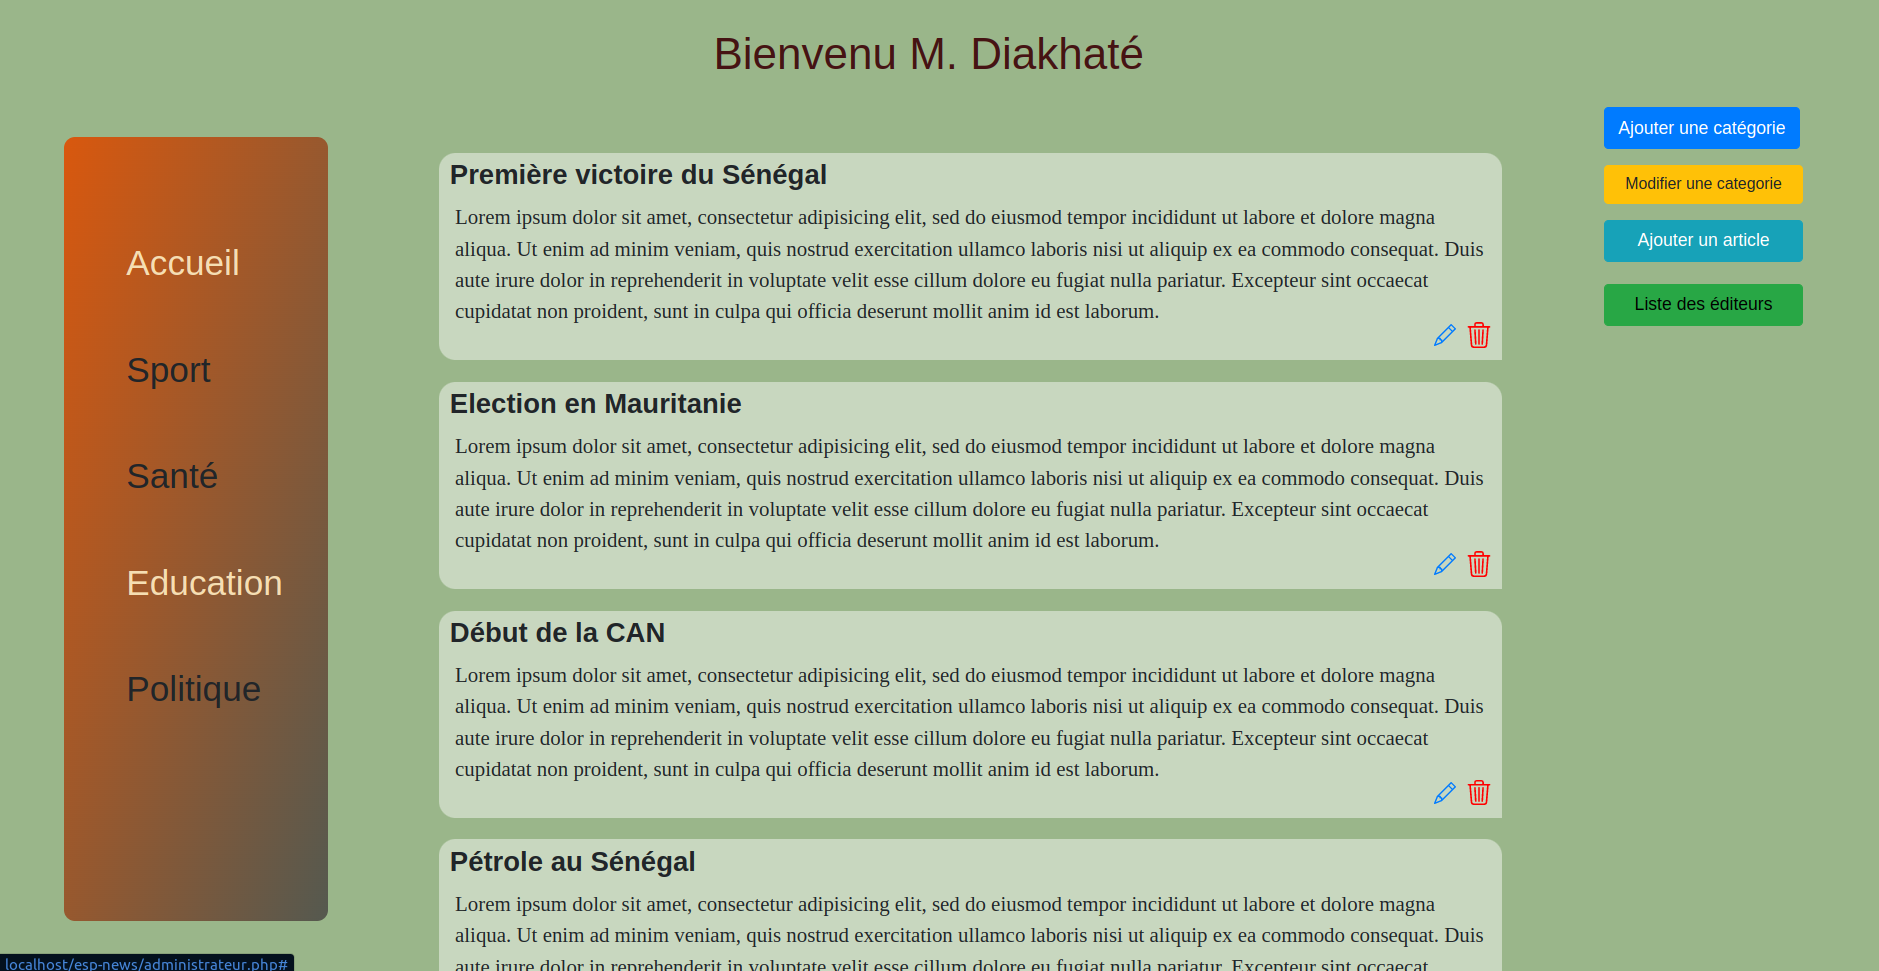 Bienvenu M. Diakhaté
Accueil
Sport
Santé
Education
Politique
Première victoire du Sénégal
Lorem ipsum dolor sit amet, consectetur adipisicing elit, sed do eiusmod tempor incididunt ut labore et dolore magna
aliqua. Ut enim ad minim veniam, quis nostrud exercitation ullamco laboris nisi ut aliquip ex ea commodo consequat. Duis
aute irure dolor in reprehenderit in voluptate velit esse cillum dolore eu fugiat nulla pariatur. Excepteur sint occaecat
cupidatat non proident, sunt in culpa qui officia deserunt mollit anim id est laborum.
Election en Mauritanie
Lorem ipsum dolor sit amet, consectetur adipisicing elit, sed do eiusmod tempor incididunt ut labore et dolore magna
aliqua. Ut enim ad minim veniam, quis nostrud exercitation ullamco laboris nisi ut aliquip ex ea commodo consequat. Duis
aute irure dolor in reprehenderit in voluptate velit esse cillum dolore eu fugiat nulla pariatur. Excepteur sint occaecat
cupidatat non proident, sunt in culpa qui officia deserunt mollit anim id est laborum.
Début de la CAN
Lorem ipsum dolor sit amet, consectetur adipisicing elit, sed do eiusmod tempor incididunt ut labore et dolore magna
aliqua. Ut enim ad minim veniam, quis nostrud exercitation ullamco laboris nisi ut aliquip ex ea commodo consequat. Duis
aute irure dolor in reprehenderit in voluptate velit esse cillum dolore eu fugiat nulla pariatur. Excepteur sint occaecat
cupidatat non proident, sunt in culpa qui officia deserunt mollit anim id est laborum.
Pétrole au Sénégal
Lorem ipsum dolor sit amet, consectetur adipisicing elit, sed do eiusmod tempor incididunt ut labore et dolore magna
aliqua. Ut enim ad minim veniam, quis nostrud exercitation ullamco laboris nisi ut aliquip ex ea commodo consequat. Duis
aute irure dolor in reprehenderit in voluptate velit esse cillum dolore eu fugiat nulla pariatur. Excepteur sint occaecat
Ajouter une catégorie
Modifier une categorie
Ajouter un article
Liste des éditeurs
localhost/esp-news/administrateur.php#